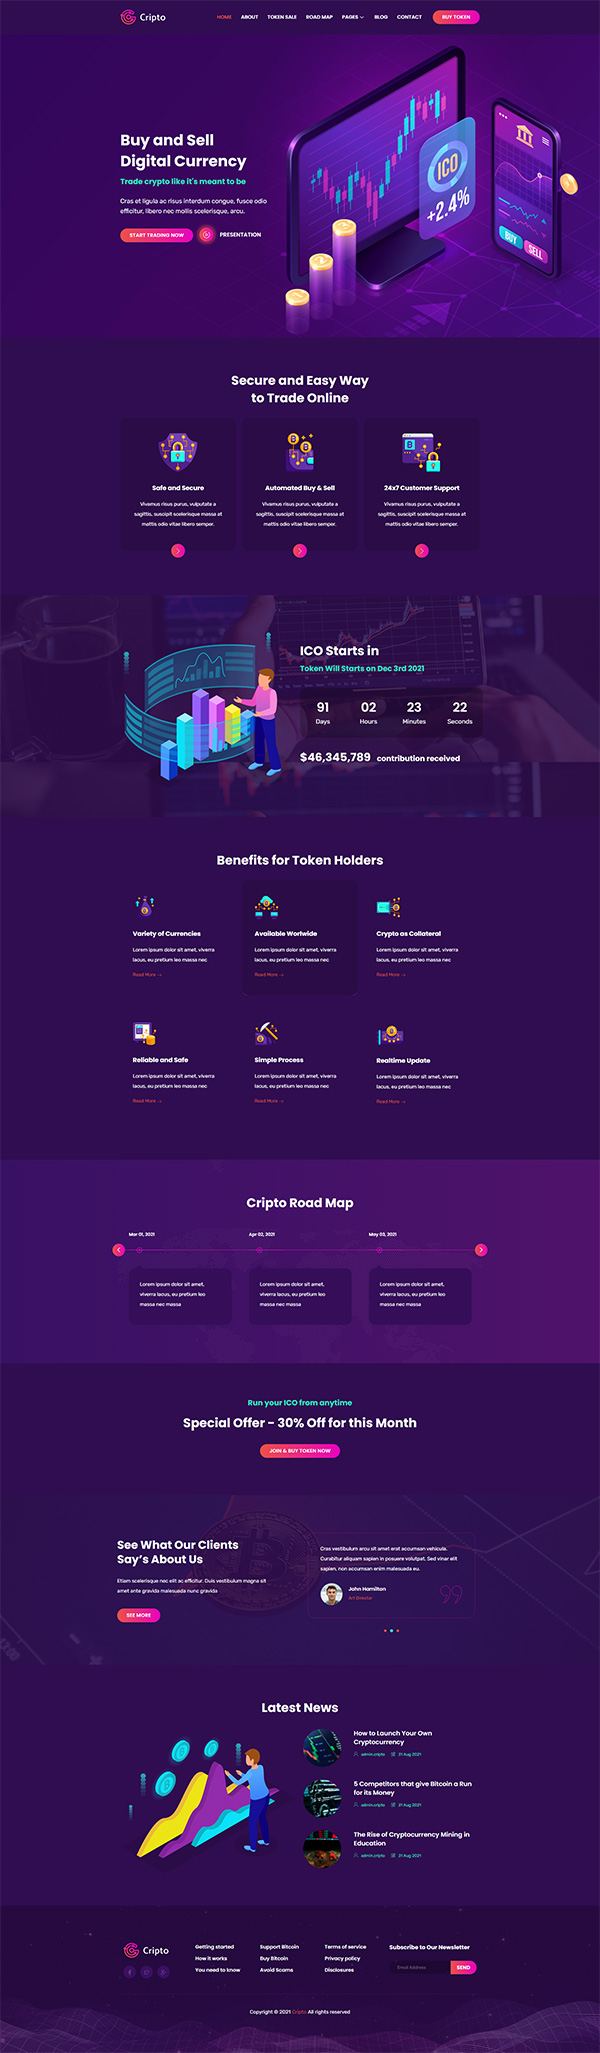 Cripto
HOME ABOUT TOKEN SALE ROAD MAP PAGES BLOG CONTACT BUY TOKEN
Buy and Sell
Digital Currency
Trade crypto like it's meant to be
Cras et ligula ac risus interdum congue, fusce odio
efficitur, libero nec mollis scelerisque, arcu.
START TRADING NOW PRESENTATION
ICO
+2.4%
BUY SELL
Secure and Easy Way
to Trade Online
Safe and Secure
Vivamus risus purus, vulputate a
sagittis, suscipit scelerisque massa at
mattis odio vitae libero semper.
Automated Buy & Sell
Vivamus risus purus, vulputate a
sagittis, suscipit scelerisque massa at
mattis odio vitae libero semper.
24x7 Customer Support
Vivamus risus purus, vulputate a
sagittis, suscipit scelerisque massa at
mattis odio vitae libero semper.
ICO Starts in
Token Will Starts on Dec 3rd 2021
91 02 23 22
Days Hours Minutes Seconds
$46,345,789 contribution received
Benefits for Token Holders
Variety of Currencies
Lorem ipsum dolor sit amet, viverra
lacus, eu pretium leo massa nec
Read More →
Available Worlwide
Lorem ipsum dolor sit amet, viverra
lacus, eu pretium leo massa nec
Read More →
Crypto as Collateral
Lorem ipsum dolor sit amet, viverra
lacus, eu pretium leo massa nec
Read More →
Reliable and Safe
Lorem ipsum dolor sit amet, viverra
lacus, eu pretium leo massa nec
Read More →
Simple Process
Lorem ipsum dolor sit amet, viverra
lacus, eu pretium leo massa nec
Read More →
Realtime Update
Lorem ipsum dolor sit amet, viverra
lacus, eu pretium leo massa nec
Read More →
Cripto Road Map
Mar 01, 2021 Apr 02, 2021 May 03, 2021
Lorem ipsum dolor sit amet,
viverra lacus, eu pretium leo
massa nec massa
Lorem ipsum dolor sit amet,
viverra lacus, eu pretium leo
massa nec massa
Lorem ipsum dolor sit amet,
viverra lacus, eu pretium leo
massa nec massa
Run your ICO from anytime
Special Offer - 30% Off for this Month
JOIN & BUY TOKEN NOW
See What Our Clients
Say's About Us
Etiam scelerisque nec elit ac efficitur. Duis vestibulum magna sit
amet ante gravida malesuada nunc gravida
SEE MORE
Cras vestibulum arcu sit amet erat accumsan vehicula.
Curabitur aliquam sapien in posuere volutpat. Sed vinar elit
sapien, non accumsan enim malesuada eu.
John Hamilton
Art Director
Latest News
How to Launch Your Own
Cryptocurrency
admin.cripto 21 Aug 2021
5 Competitors that give Bitcoin a Run
for its Money
admin.cripto 21 Aug 2021
The Rise of Cryptocurrency Mining in
Education
admin.cripto 21 Aug 2021
Cripto
Getting started
How it works
You need to know
Support Bitcoin
Buy Bitcoin
Avoid Scams
Terms of service
Privacy policy
Disclosures
Subscribe to Our Newsletter
Email Address SEND
Copyright © 2021 Cripto All rights reserved